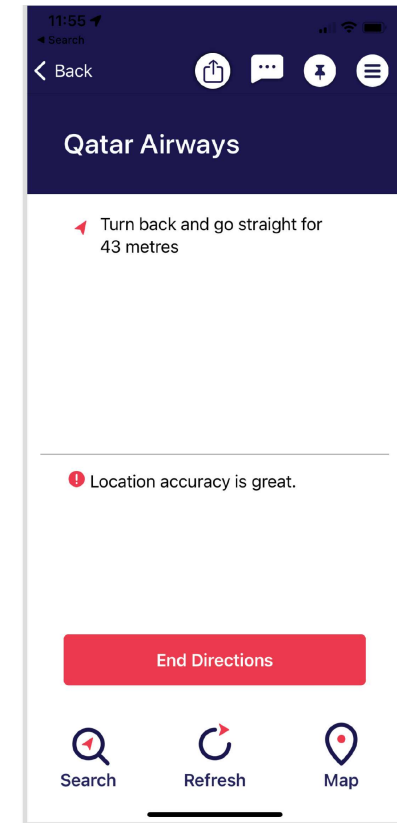 11:55
◀ Search
Back
Qatar Airways
Turn back and go straight for
43 metres
Location accuracy is great.
End Directions
Search
Refresh
Map